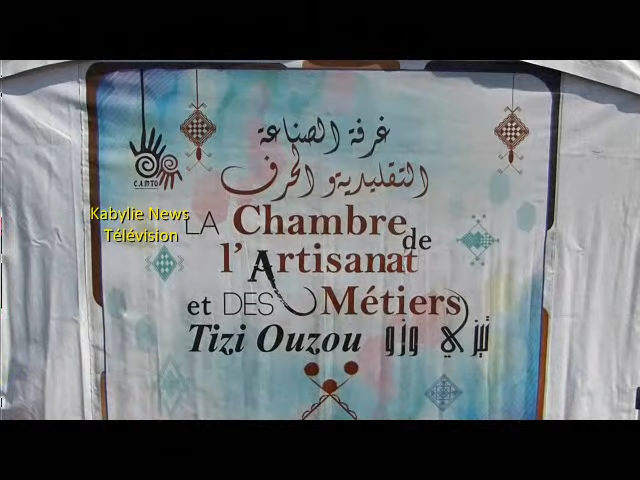 غرفة الصناعة
التقليدية و الحرف
C.A.M.T.O
Kabylie News
Télévision
LA Chambre de
l'Artisanat
et DES Métiers
Tizi Ouzou تيزي وزو